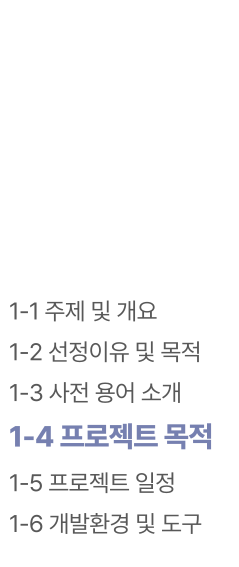 1-1 주제 및 개요
1-2 선정이유 및 목적
1-3 사전 용어 소개
1-4 프로젝트 목적
1-5 프로젝트 일정
1-6 개발환경 및 도구